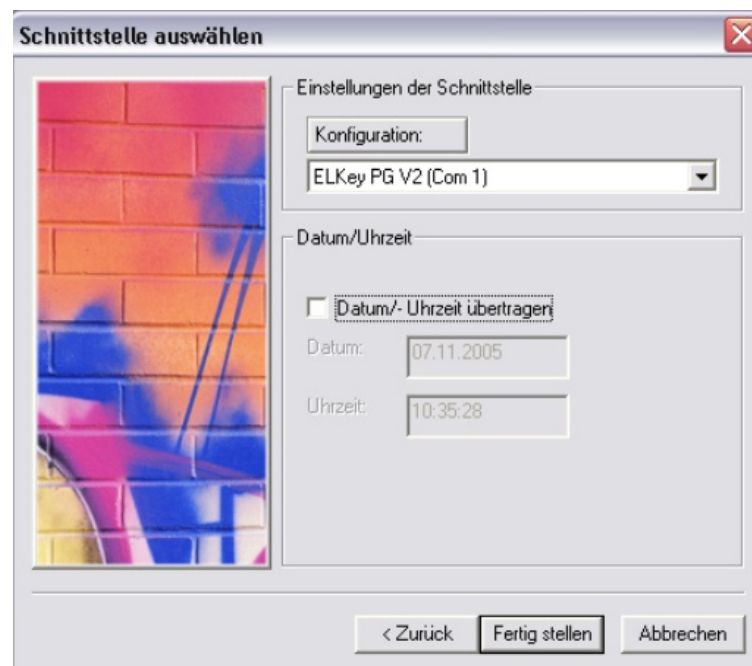 Schnittstelle auswählen
Einstellungen der Schnittstelle
Konfiguration:
ELKey PG V2 (Com 1)
Datum/Uhrzeit
Datum/- Uhrzeit übertragen
Datum:
07.11.2005
Uhrzeit:
10:35:28
< Zurück
Fertig stellen
Abbrechen